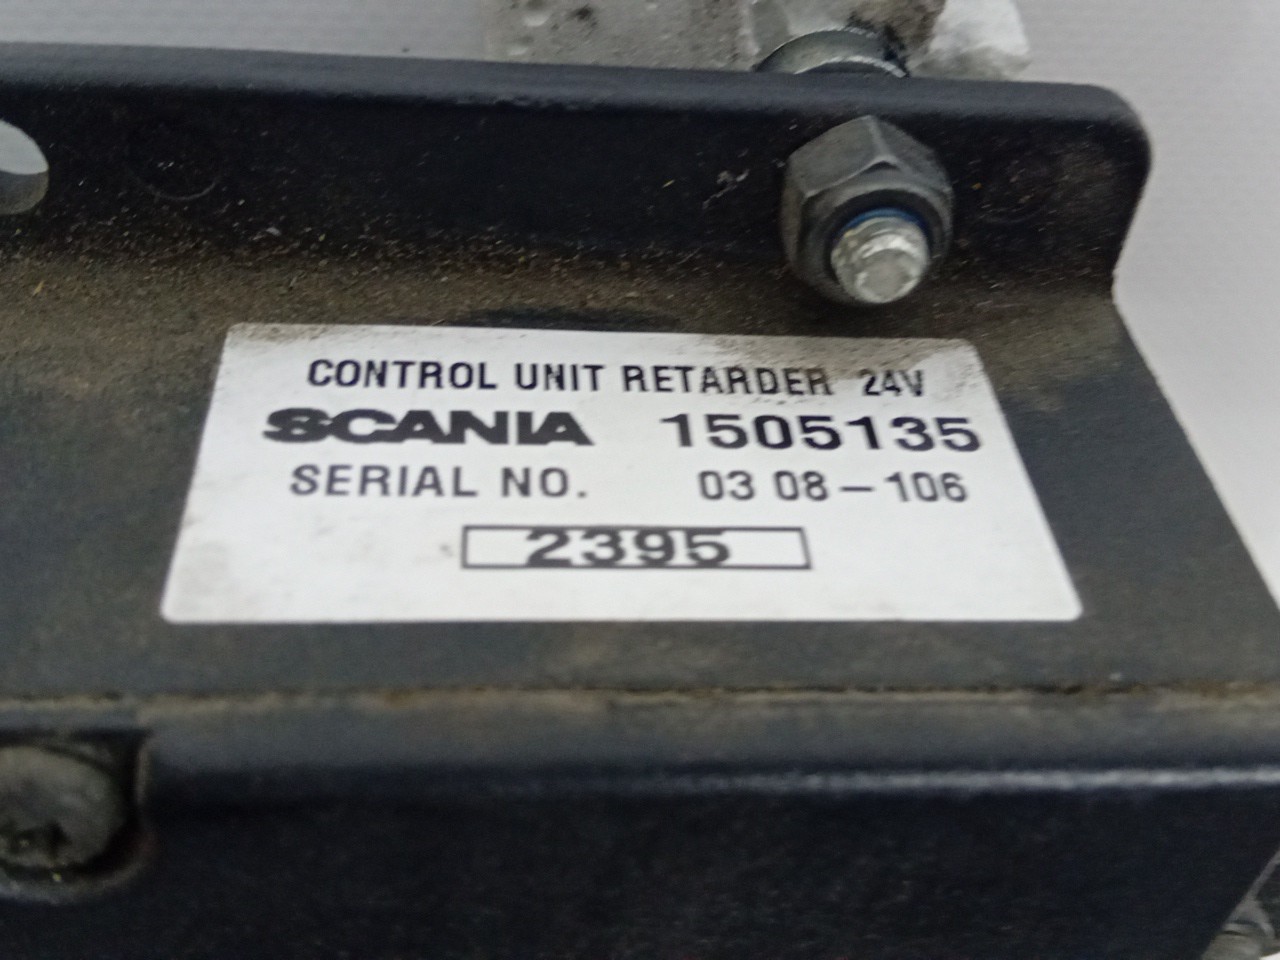 CONTROL UNIT RETARDER 24V
SCANIA 1505135
SERIAL NO. 03 08-106
2395